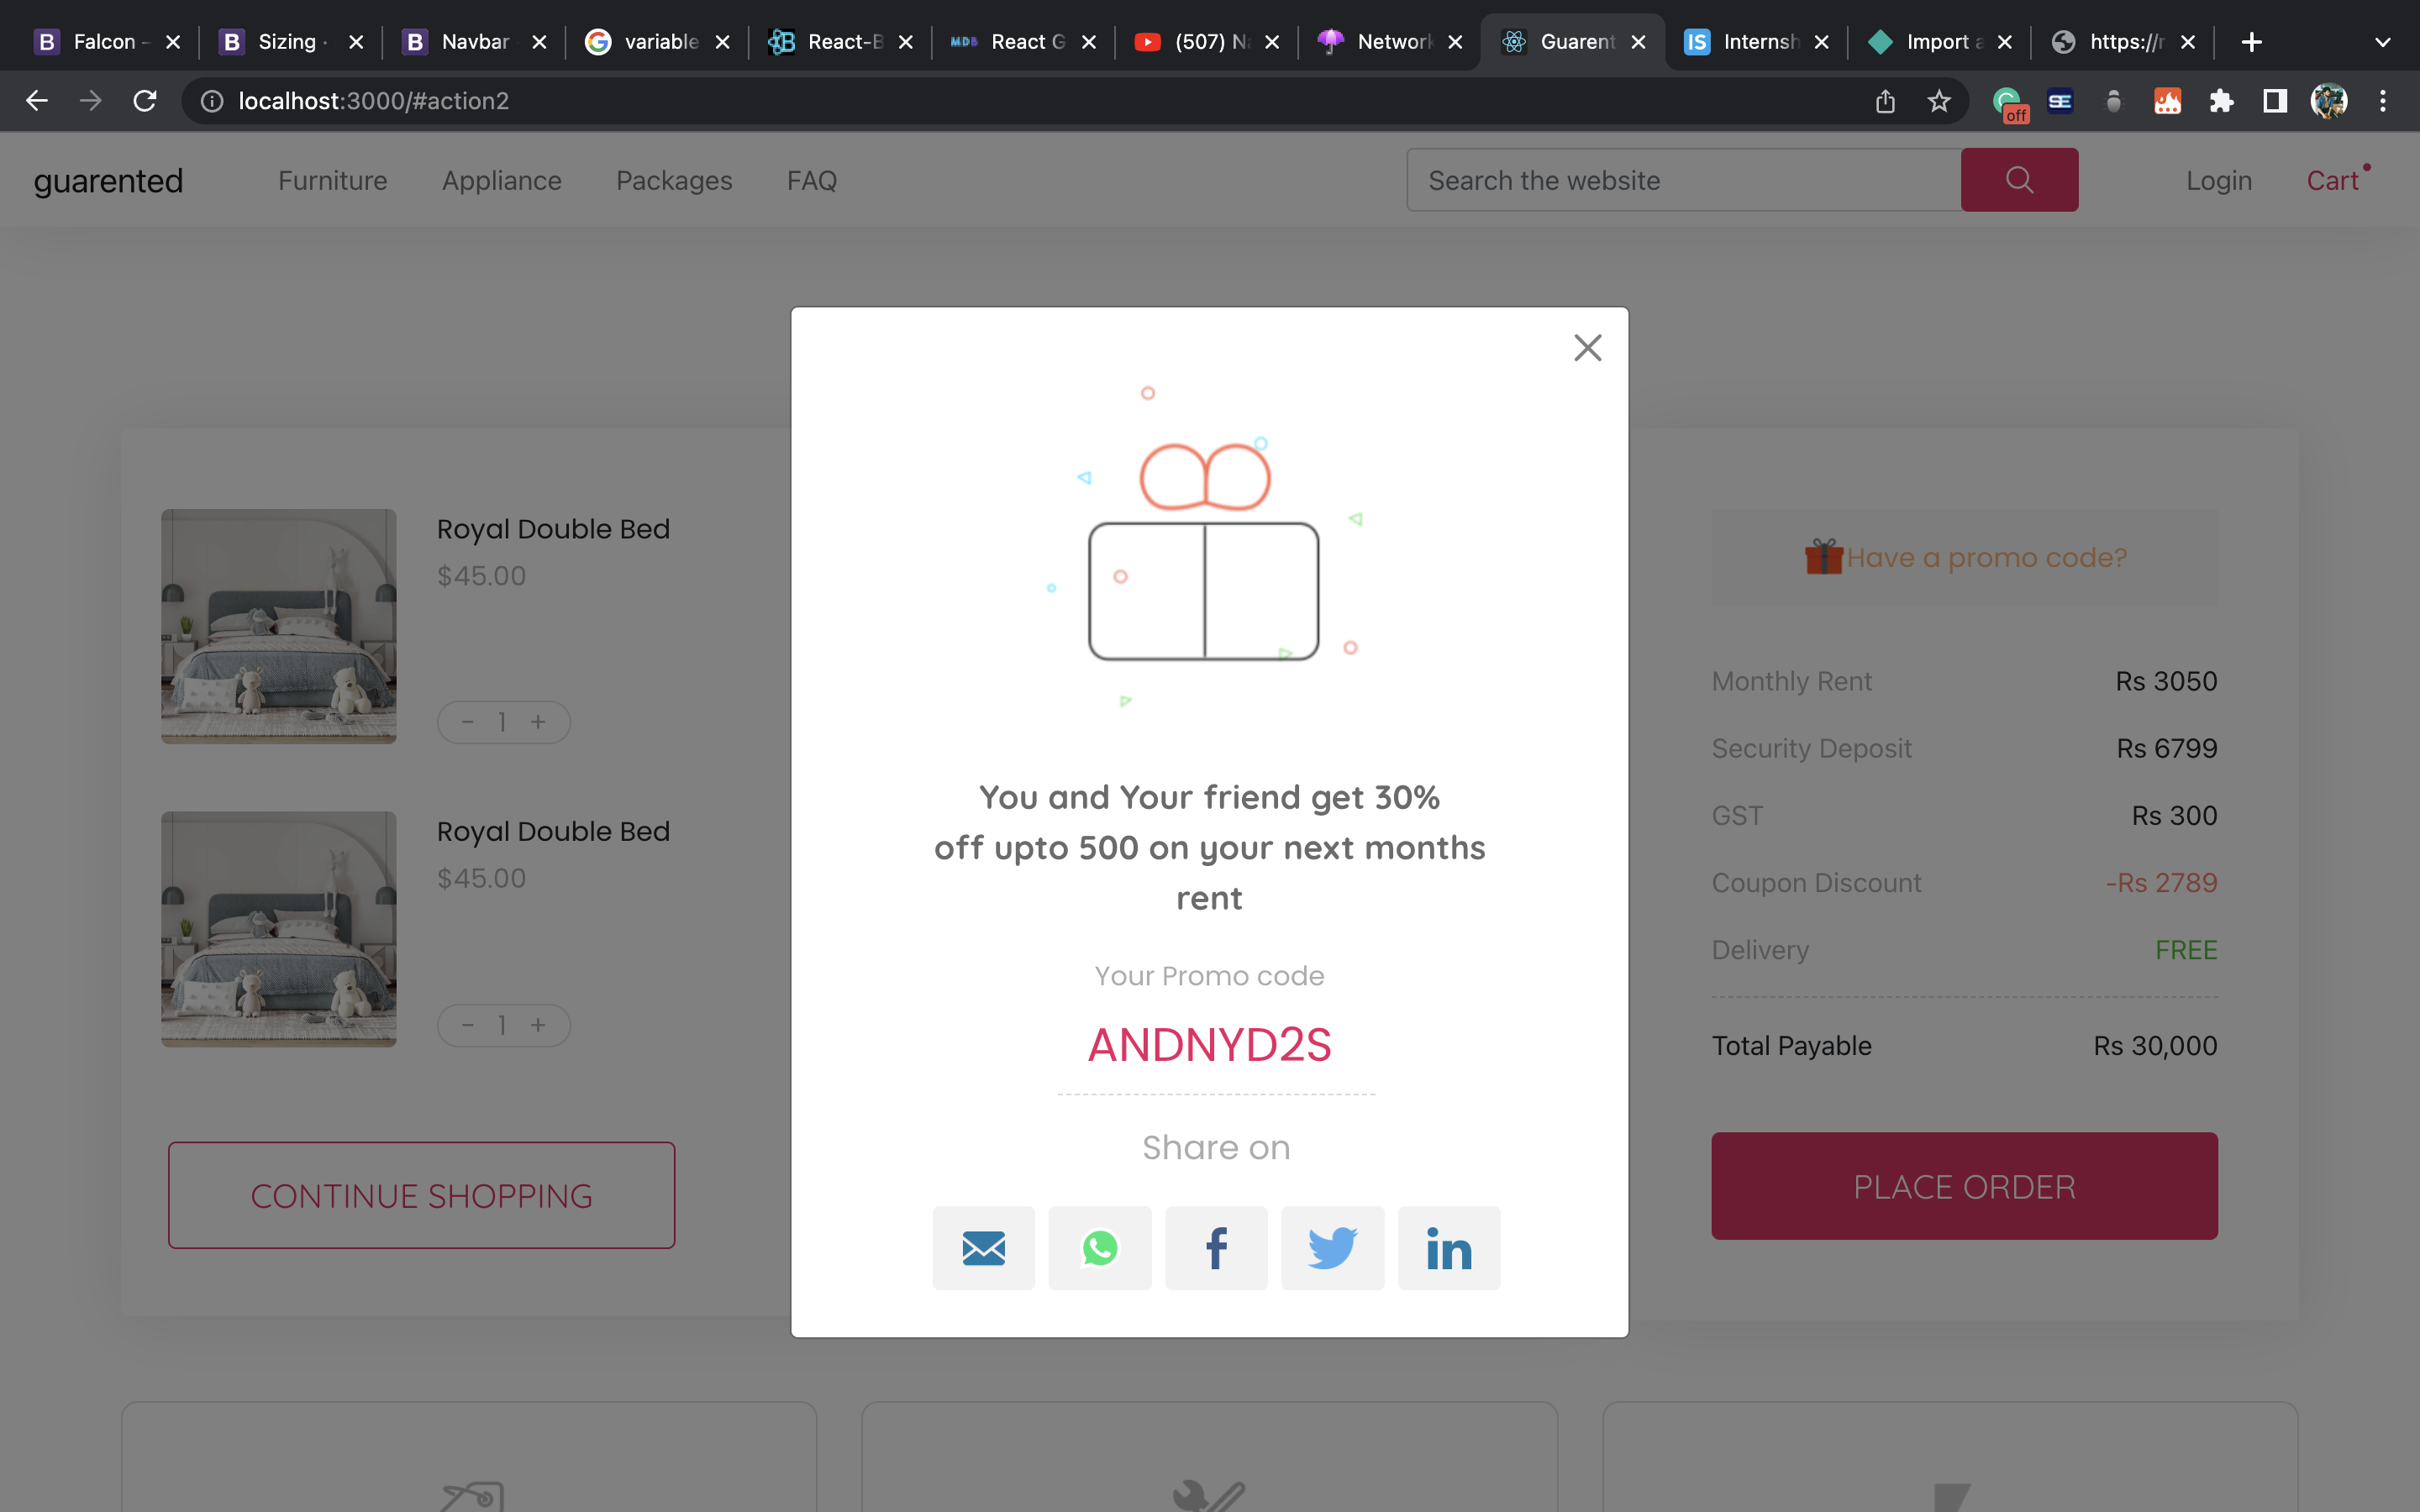 Falcon
Sizing ·
Navbar
variable
React-B
MDB React G
(507) N
Network
Guarent
IS Internsh
Import a
https://r
localhost:3000/#action2
off
SE
guarented
Furniture
Appliance
Packages
FAQ
Search the website
Login
Cart
Royal Double Bed
$45.00
- 1 +
Royal Double Bed
$45.00
- 1 +
CONTINUE SHOPPING
You and Your friend get 30%
off upto 500 on your next months
rent
Your Promo code
ANDNYD2S
Share on
Have a promo code?
Monthly Rent Rs 3050
Security Deposit Rs 6799
GST Rs 300
Coupon Discount -Rs 2789
Delivery FREE
Total Payable Rs 30,000
PLACE ORDER